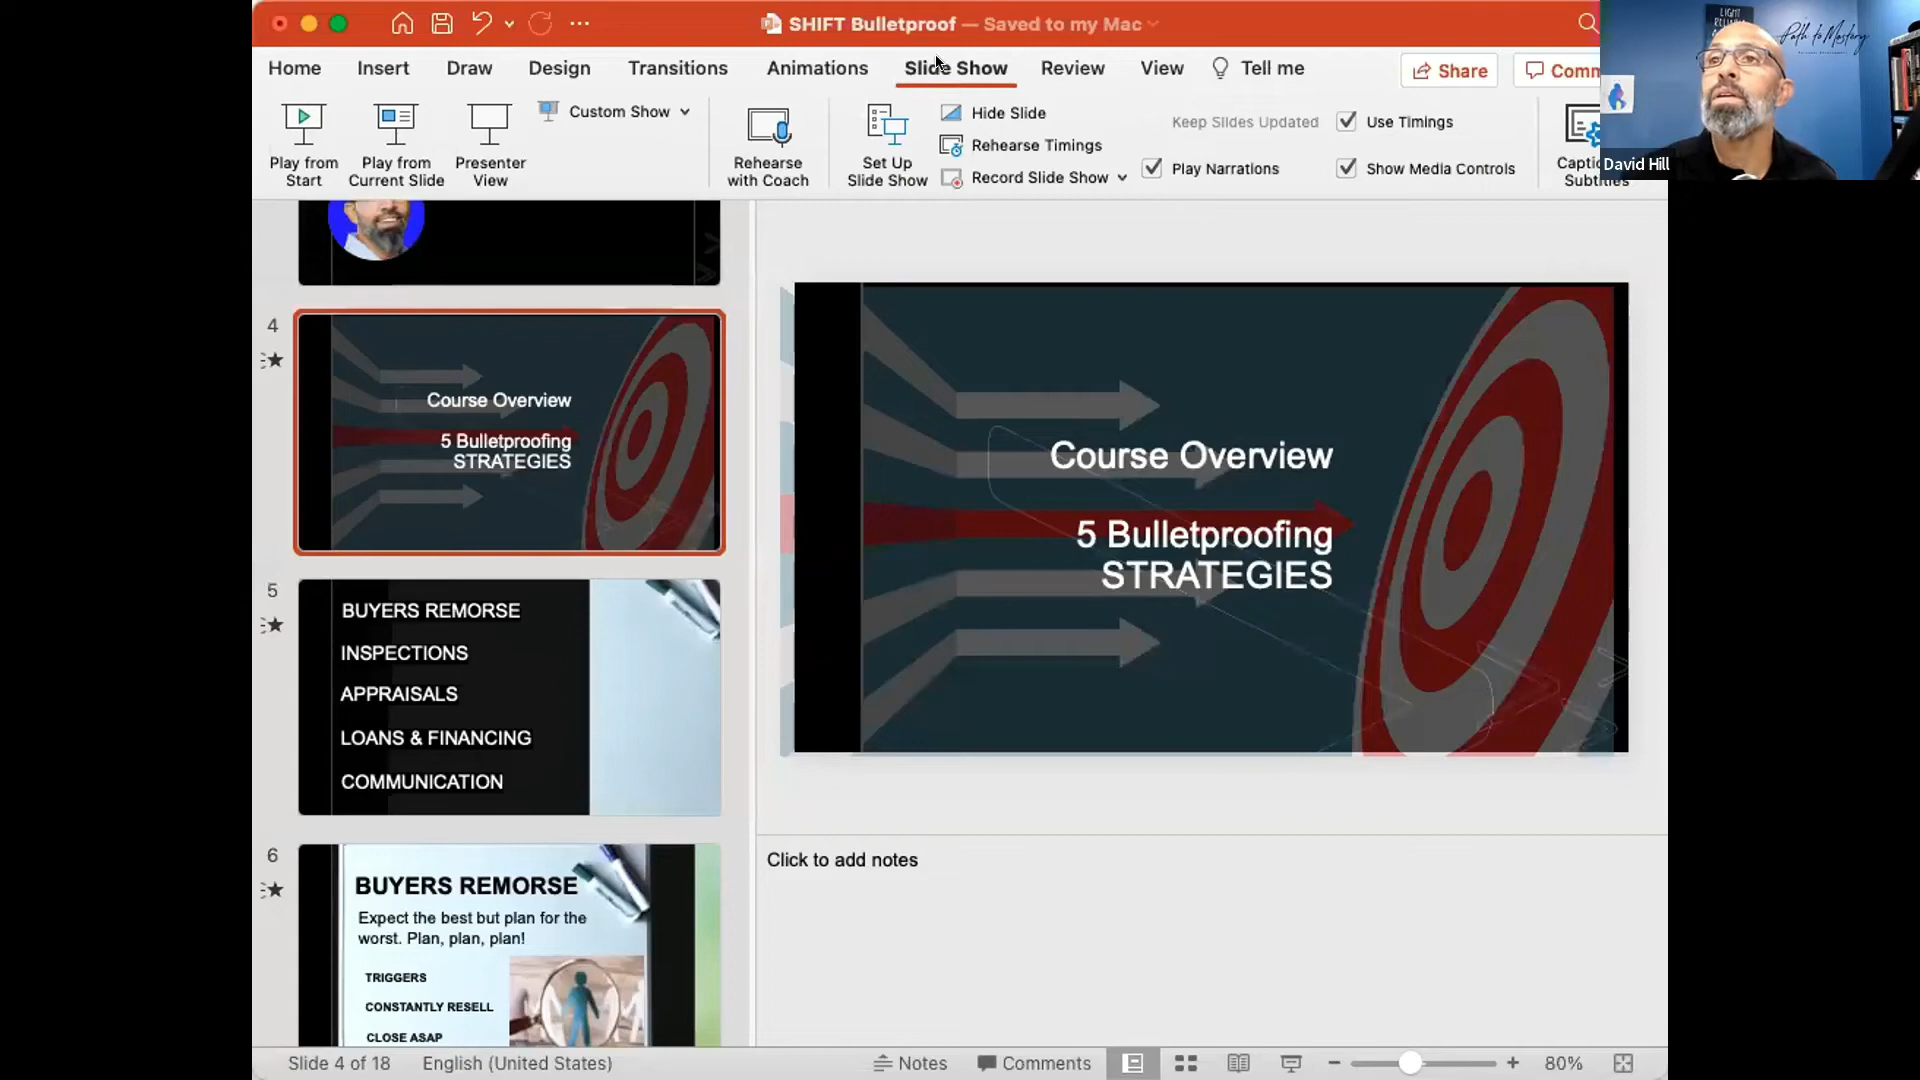 SHIFT Bulletproof — Saved to my Mac
Home Insert Draw Design Transitions Animations Slide Show Review View Tell me Share Comm
Play from Start
Play from Current Slide
Presenter View
Custom Show
Rehearse with Coach
Set Up Slide Show
Hide Slide
Rehearse Timings
Record Slide Show
Keep Slides Updated
Use Timings
Play Narrations
Show Media Controls
Path to Mastery
David Hill
4
Course Overview
5 Bulletproofing
STRATEGIES
5
BUYERS REMORSE
INSPECTIONS
APPRAISALS
LOANS & FINANCING
COMMUNICATION
6
BUYERS REMORSE
Expect the best but plan for the
worst. Plan, plan, plan!
TRIGGERS
CONSTANTLY RESELL
CLOSE ASAP
Course Overview
5 Bulletproofing
STRATEGIES
Click to add notes
Slide 4 of 18 English (United States) Notes Comments 80%